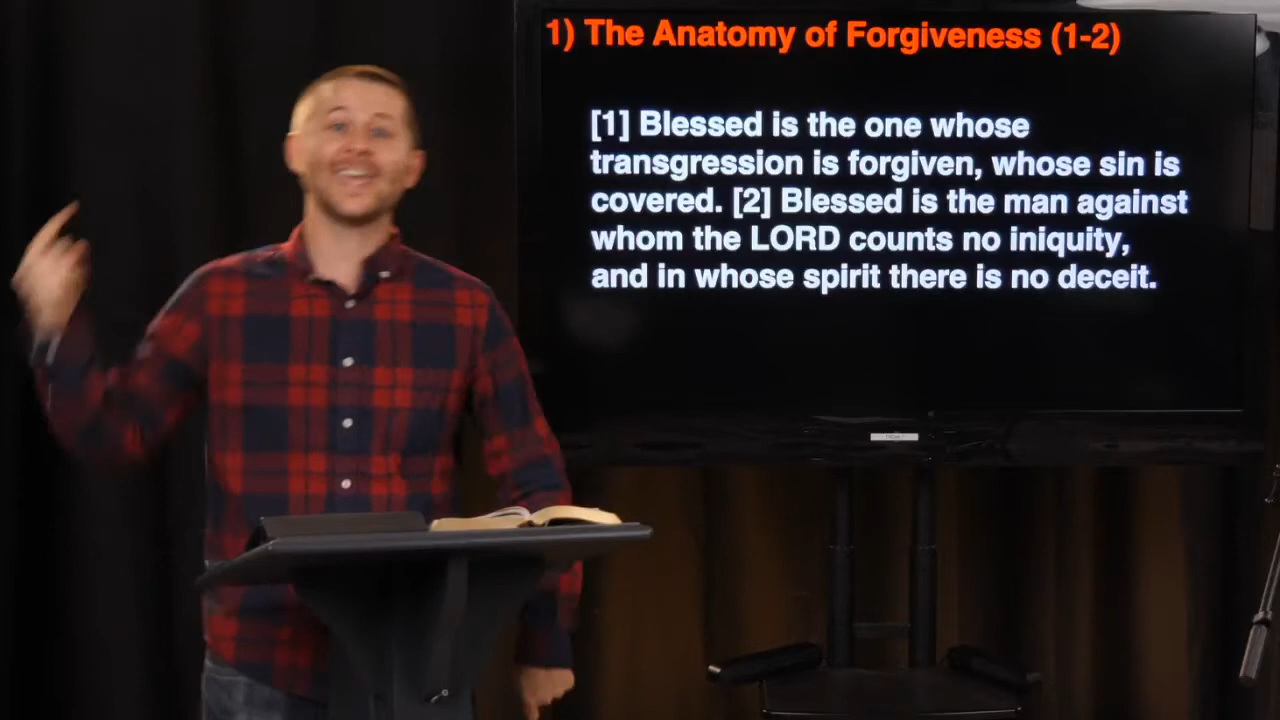 1) The Anatomy of Forgiveness (1-2)
[1] Blessed is the one whose
transgression is forgiven, whose sin is
covered. [2] Blessed is the man against
whom the LORD counts no iniquity,
and in whose spirit there is no deceit.